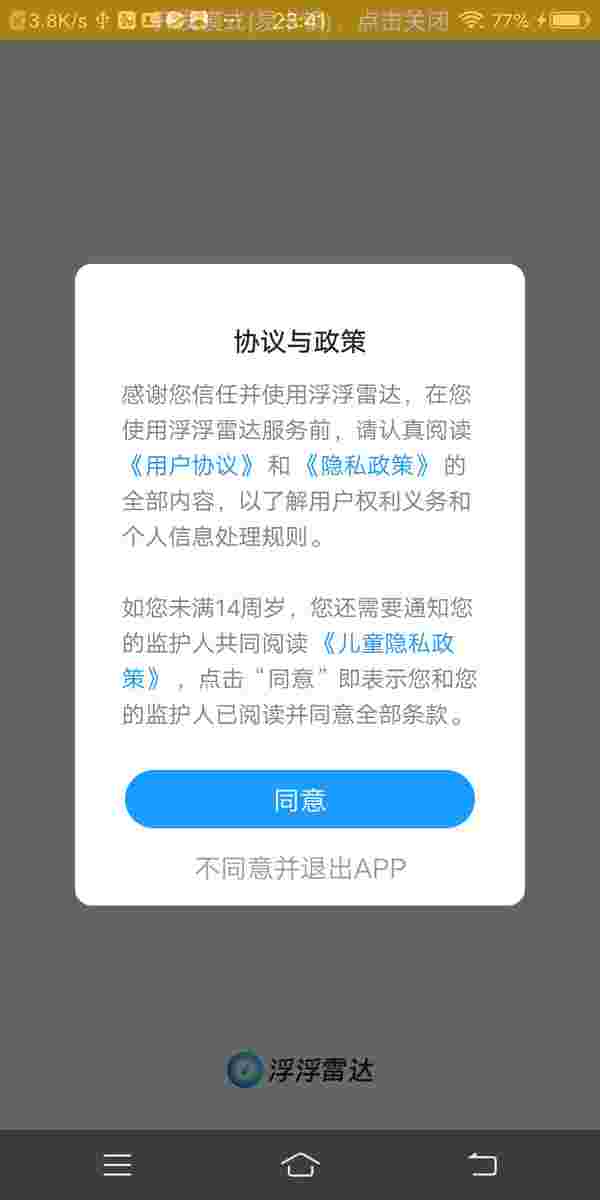 3.8K/s 23:41 点击关闭 77%
协议与政策
感谢您信任并使用浮浮雷达，在您
使用浮浮雷达服务前，请认真阅读
《用户协议》和《隐私政策》的
全部内容，以了解用户权利义务和
个人信息处理规则。
如您未满14周岁，您还需要通知您
的监护人共同阅读《儿童隐私政
策》，点击“同意”即表示您和您
的监护人已阅读并同意全部条款。
同意
不同意并退出APP
浮浮雷达